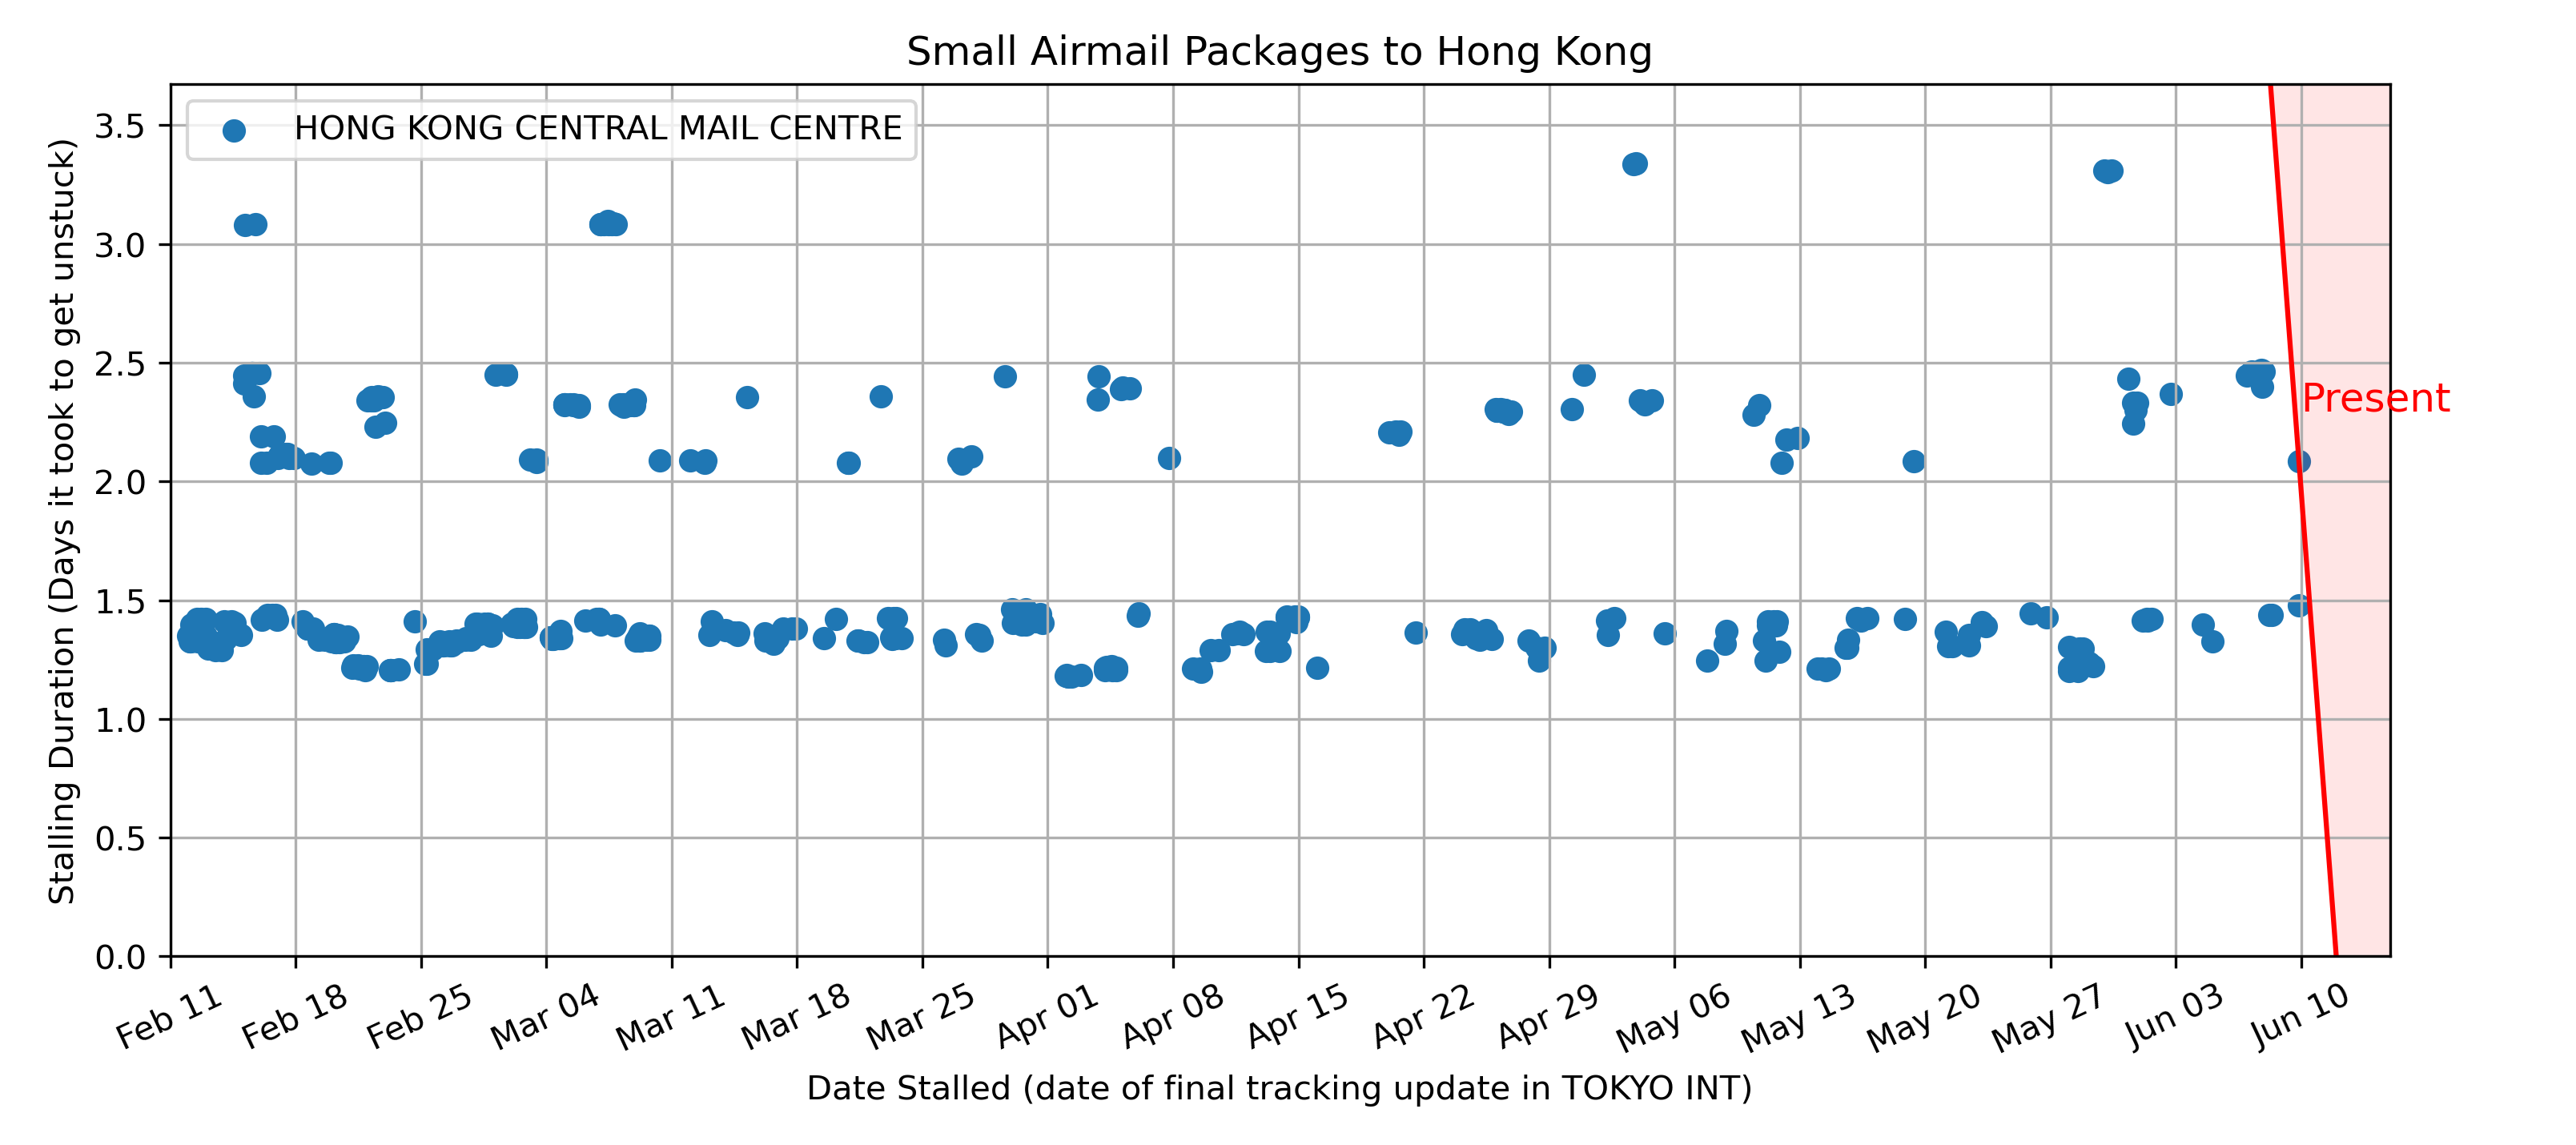 Small Airmail Packages to Hong Kong
HONG KONG CENTRAL MAIL CENTRE
Stalling Duration (Days it took to get unstuck)
3.5
3.0
2.5
2.0
1.5
1.0
0.5
0.0
Present
Feb 11
Feb 18
Feb 25
Mar 04
Mar 11
Mar 18
Mar 25
Apr 01
Apr 08
Apr 15
Apr 22
Apr 29
May 06
May 13
May 20
May 27
Jun 03
Jun 10
Date Stalled (date of final tracking update in TOKYO INT)